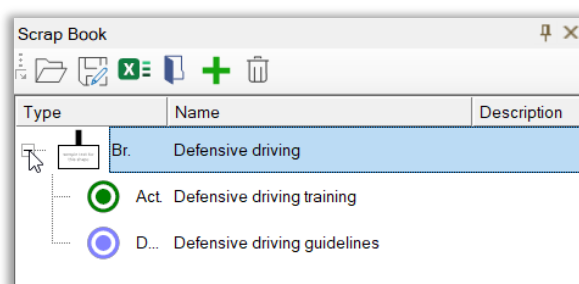 Scrap Book
Type Name Description
Br. Defensive driving
Act. Defensive driving training
D... Defensive driving guidelines